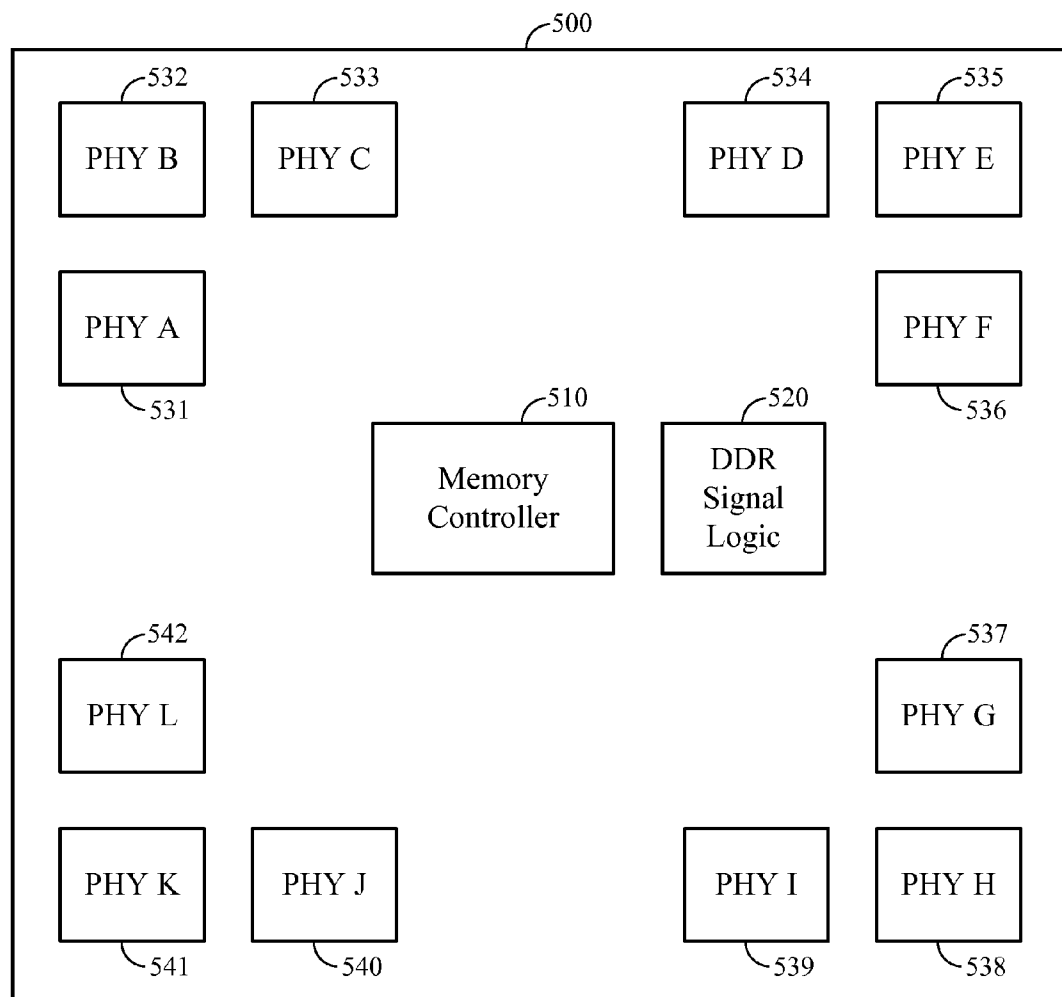 500
532
533
534
535
PHY B
PHY C
PHY D
PHY E
PHY A
PHY F
531
536
510
520
Memory
Controller
DDR
Signal
Logic
542
537
PHY L
PHY G
PHY K
PHY J
PHY I
PHY H
541
540
539
538